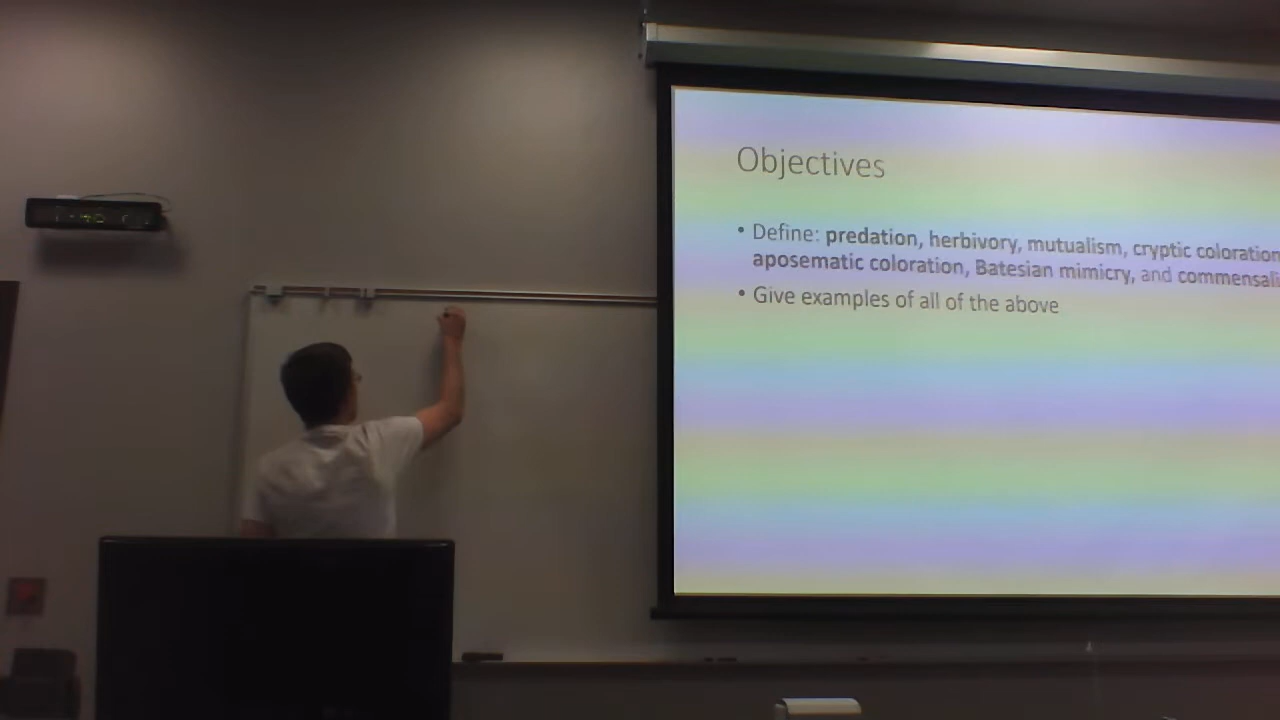 Objectives
• Define: predation, herbivory, mutualism, cryptic coloration
aposematic coloration, Batesian mimicry, and commensali
• Give examples of all of the above